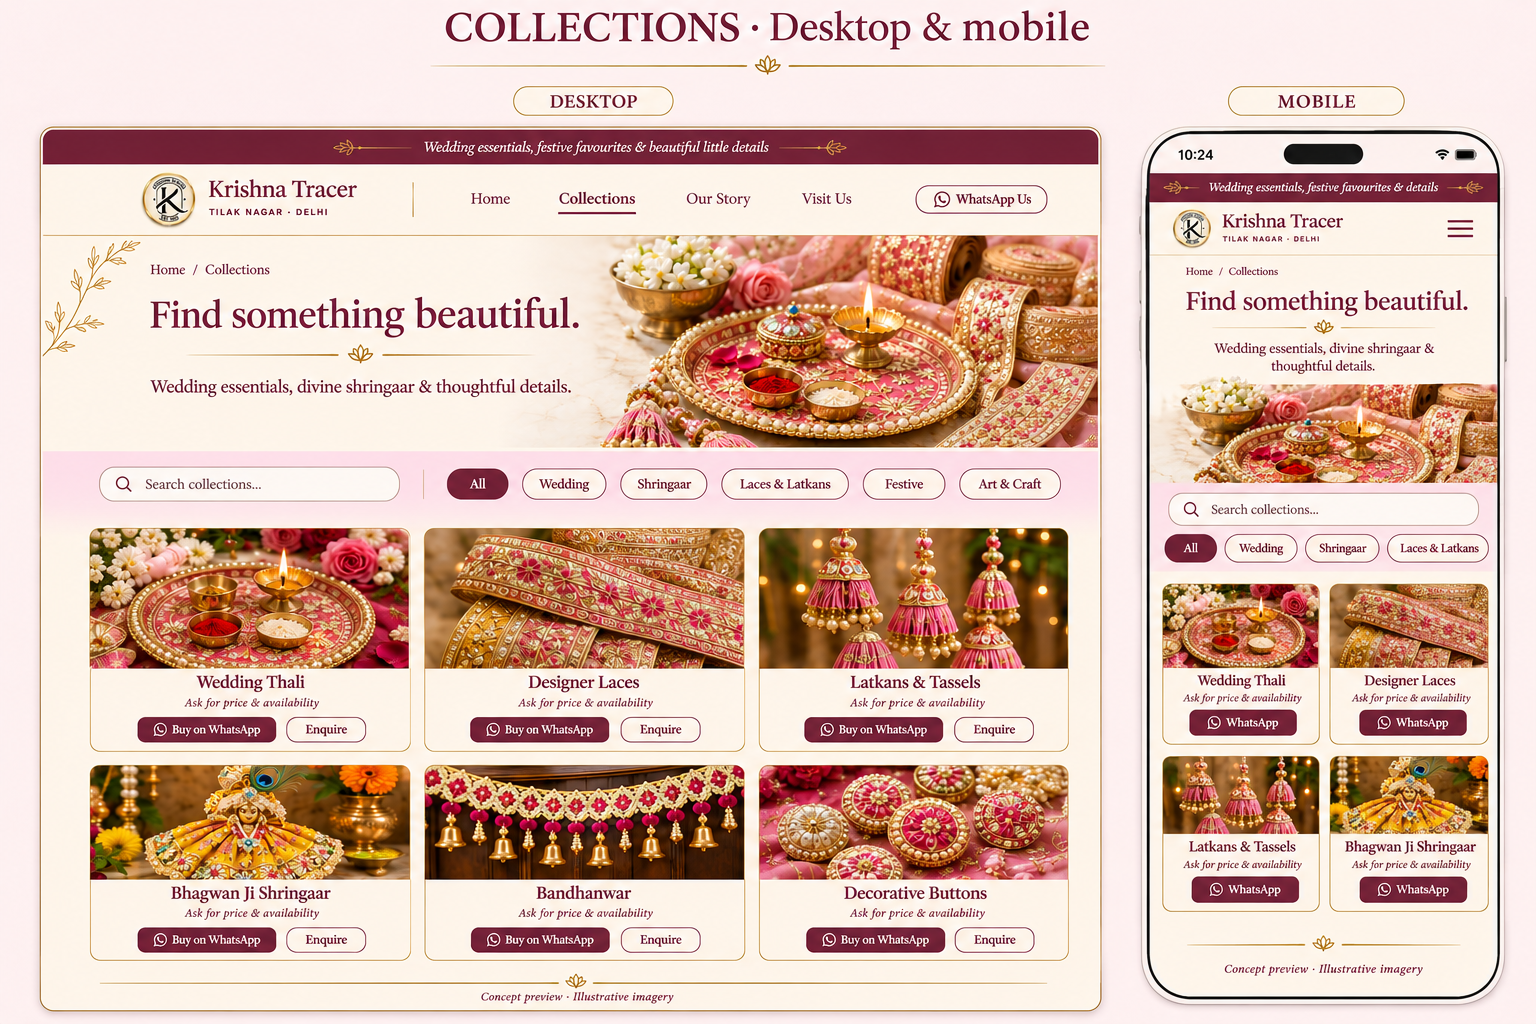 COLLECTIONS · Desktop & mobile
DESKTOP
Wedding essentials, festive favourites & beautiful little details
K
Krishna Tracer
TILAK NAGAR · DELHI
Home
Collections
Our Story
Visit Us
WhatsApp Us
Home / Collections
Find something beautiful.
Wedding essentials, divine shringaar & thoughtful details.
Search collections...
All
Wedding
Shringaar
Laces & Latkans
Festive
Art & Craft
Wedding Thali
Ask for price & availability
Buy on WhatsApp
Enquire
Designer Laces
Ask for price & availability
Buy on WhatsApp
Enquire
Latkans & Tassels
Ask for price & availability
Buy on WhatsApp
Enquire
Bhagwan Ji Shringaar
Ask for price & availability
Buy on WhatsApp
Enquire
Bandhanwar
Ask for price & availability
Buy on WhatsApp
Enquire
Decorative Buttons
Ask for price & availability
Buy on WhatsApp
Enquire
Concept preview · Illustrative imagery
MOBILE
10:24
Wedding essentials, festive favourites & details
K
Krishna Tracer
TILAK NAGAR · DELHI
Home / Collections
Find something beautiful.
Wedding essentials, divine shringaar &
thoughtful details.
Search collections...
All
Wedding
Shringaar
Laces & Latkans
Wedding Thali
Ask for price & availability
WhatsApp
Designer Laces
Ask for price & availability
WhatsApp
Latkans & Tassels
Ask for price & availability
WhatsApp
Bhagwan Ji Shringaar
Ask for price & availability
WhatsApp
Concept preview · Illustrative imagery